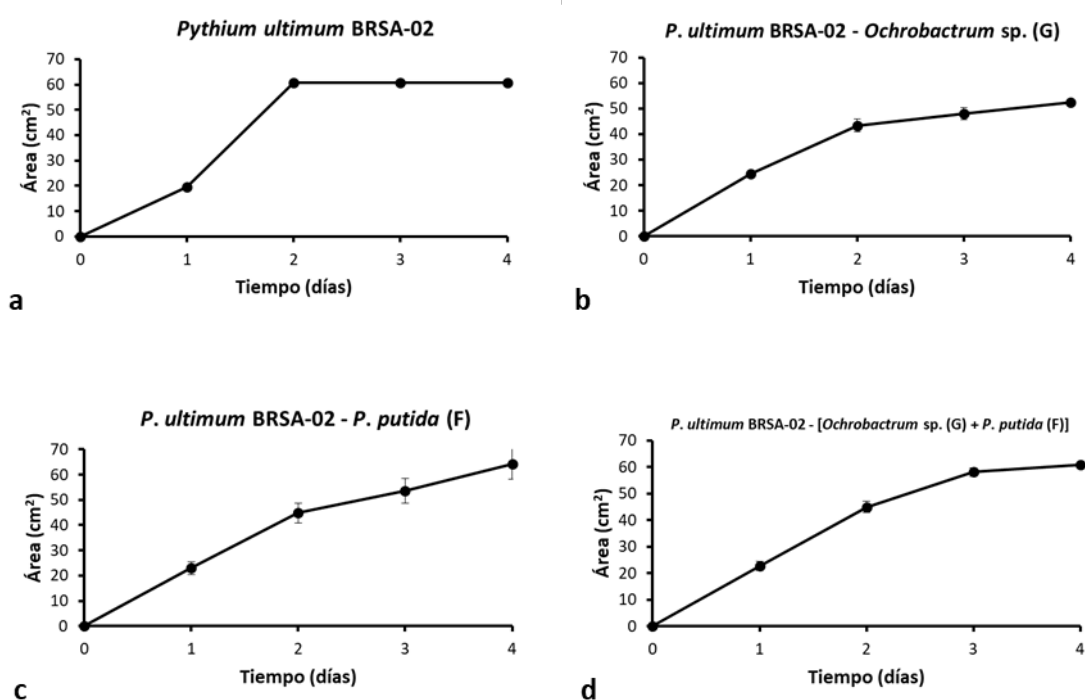 Pythium ultimum BRSA-02
70
60
50
40
30
20
10
0
Área (cm²)
0 1 2 3 4
Tiempo (días)
a
P. ultimum BRSA-02 - Ochrobactrum sp. (G)
70
60
50
40
30
20
10
0
Área (cm²)
0 1 2 3 4
Tiempo (días)
b
P. ultimum BRSA-02 - P. putida (F)
70
60
50
40
30
20
10
0
Área (cm²)
0 1 2 3 4
Tiempo (días)
c
P. ultimum BRSA-02 - [Ochrobactrum sp. (G) + P. putida (F)]
70
60
50
40
30
20
10
0
Área (cm²)
0 1 2 3 4
Tiempo (días)
d